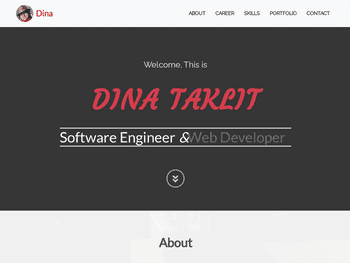 Dina
ABOUT CAREER SKILLS PORTFOLIO CONTACT
Welcome, This is
DINA TAKLIT
Software Engineer & Web Developer
About